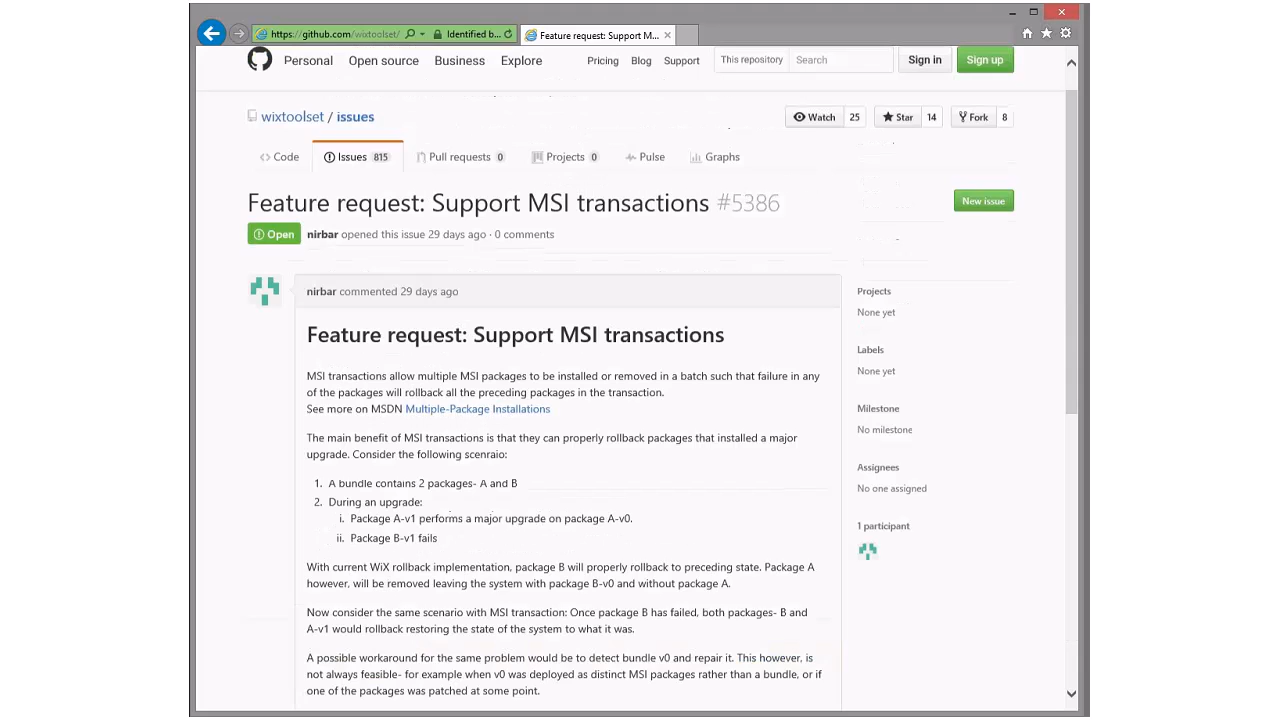 https://github.com/wixtoolset/ Identified b... Feature request: Support M...
Personal Open source Business Explore Pricing Blog Support This repository Search Sign in Sign up
wixtoolset / issues Watch 25 Star 14 Fork 8
Code Issues 815 Pull requests 0 Projects 0 Pulse Graphs
Feature request: Support MSI transactions #5386 New issue
Open nirbar opened this issue 29 days ago · 0 comments
nirbar commented 29 days ago
Feature request: Support MSI transactions
MSI transactions allow multiple MSI packages to be installed or removed in a batch such that failure in any
of the packages will rollback all the preceding packages in the transaction.
See more on MSDN Multiple-Package Installations
The main benefit of MSI transactions is that they can properly rollback packages that installed a major
upgrade. Consider the following scenraio:
1. A bundle contains 2 packages- A and B
2. During an upgrade:
i. Package A-v1 performs a major upgrade on package A-v0.
ii. Package B-v1 fails
With current WiX rollback implementation, package B will properly rollback to preceding state. Package A
however, will be removed leaving the system with package B-v0 and without package A.
Now consider the same scenario with MSI transaction: Once package B has failed, both packages- B and
A-v1 would rollback restoring the state of the system to what it was.
A possible workaround for the same problem would be to detect bundle v0 and repair it. This however, is
not always feasible- for example when v0 was deployed as distinct MSI packages rather than a bundle, or if
one of the packages was patched at some point.
Projects
None yet
Labels
None yet
Milestone
No milestone
Assignees
No one assigned
1 participant